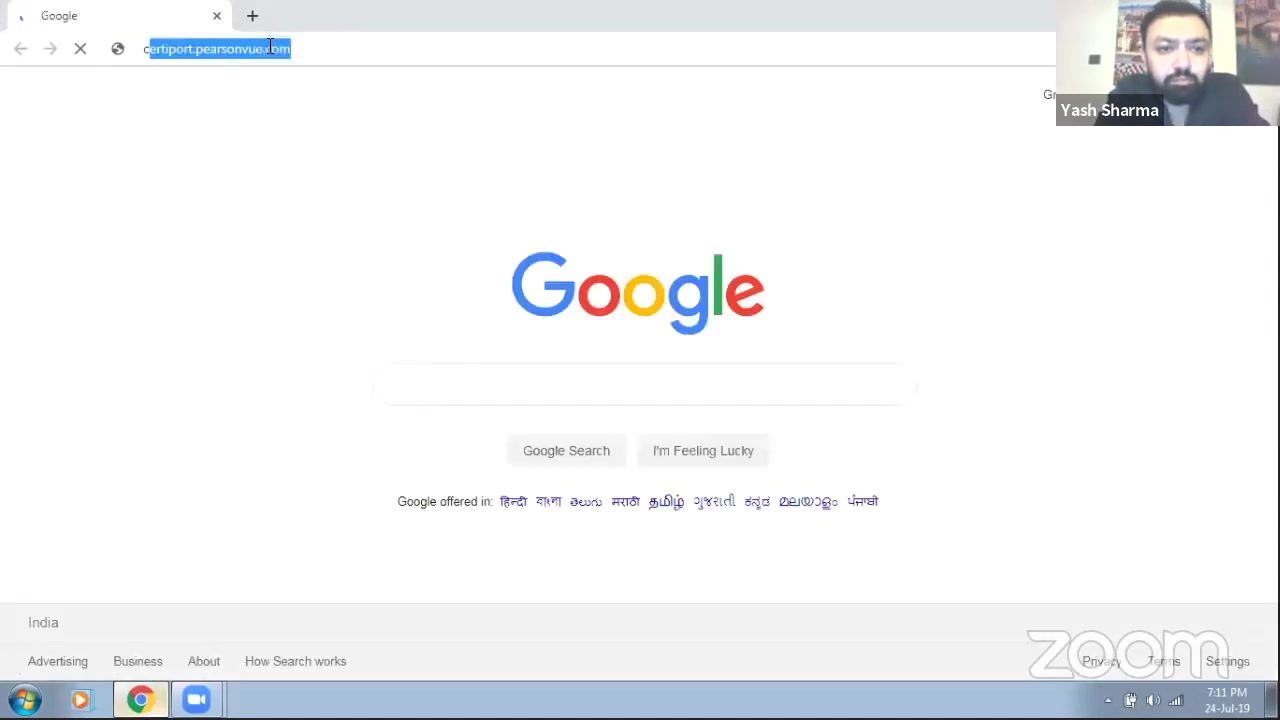 Google
certiport.pearsonvue.com
Yash Sharma
Google
Google Search
I'm Feeling Lucky
Google offered in: हिन्दी বাংলা తెలుగు मराठी தமிழ் ગુજરાતી ಕನ್ನಡ മലയാളം ਪੰਜਾਬੀ
India
Advertising Business About How Search works
Privacy Terms Settings
zoom
7:11 PM
24-Jul-19